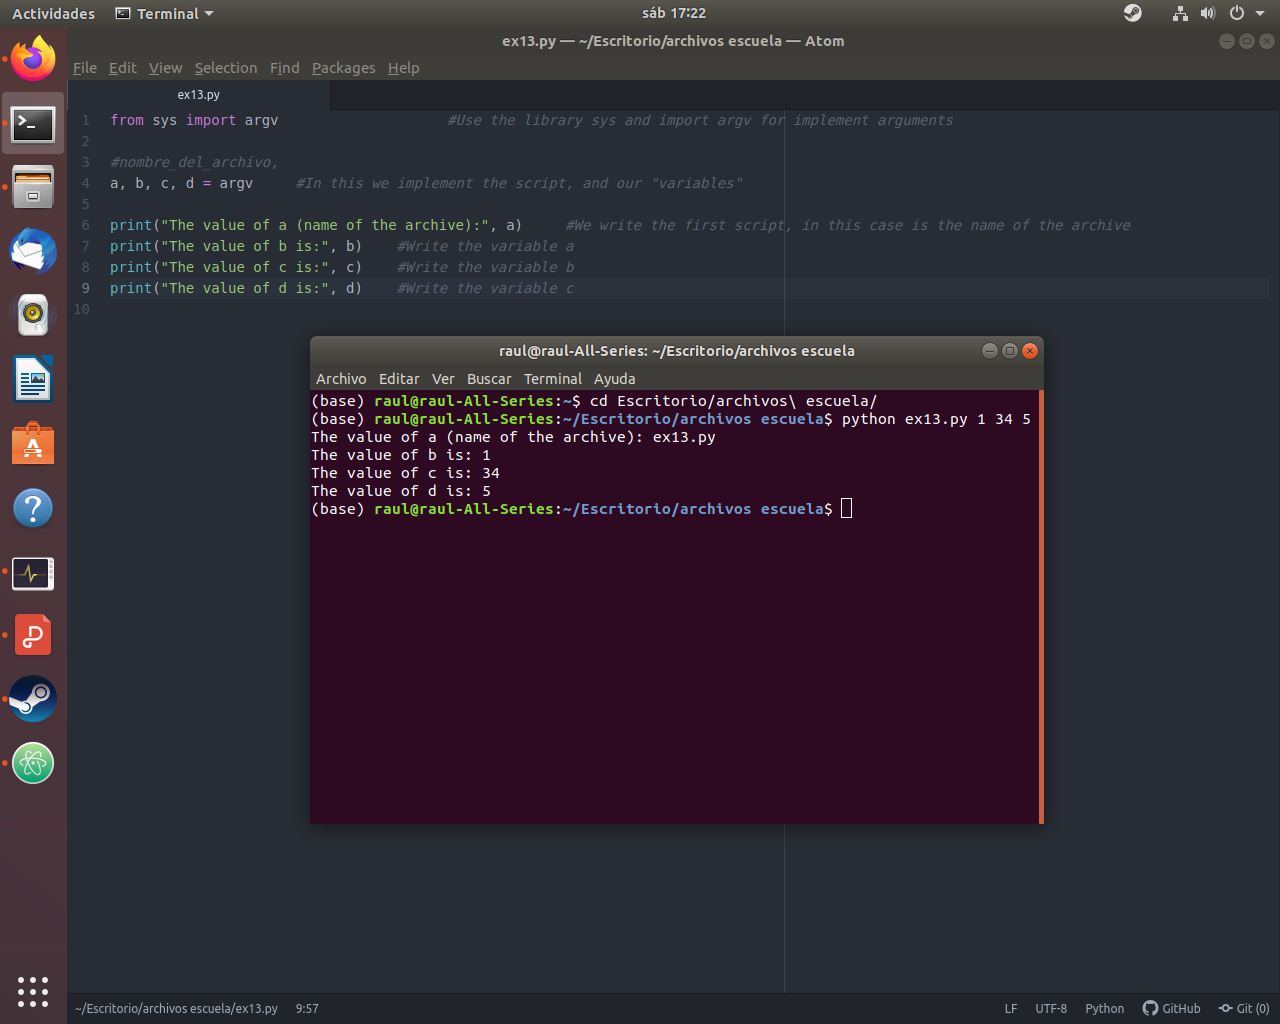 Actividades Terminal sáb 17:22
ex13.py — ~/Escritorio/archivos escuela — Atom
File Edit View Selection Find Packages Help
ex13.py
1 from sys import argv #Use the library sys and import argv for implement arguments
2
3 #nombre_del_archivo,
4 a, b, c, d = argv #In this we implement the script, and our "variables"
5
6 print("The value of a (name of the archive):", a) #We write the first script, in this case is the name of the archive
7 print("The value of b is:", b) #Write the variable a
8 print("The value of c is:", c) #Write the variable b
9 print("The value of d is:", d) #Write the variable c
10
raul@raul-All-Series: ~/Escritorio/archivos escuela
Archivo Editar Ver Buscar Terminal Ayuda
(base) raul@raul-All-Series:~$ cd Escritorio/archivos\ escuela/
(base) raul@raul-All-Series:~/Escritorio/archivos escuela$ python ex13.py 1 34 5
The value of a (name of the archive): ex13.py
The value of b is: 1
The value of c is: 34
The value of d is: 5
(base) raul@raul-All-Series:~/Escritorio/archivos escuela$
~/Escritorio/archivos escuela/ex13.py 9:57 LF UTF-8 Python GitHub Git (0)